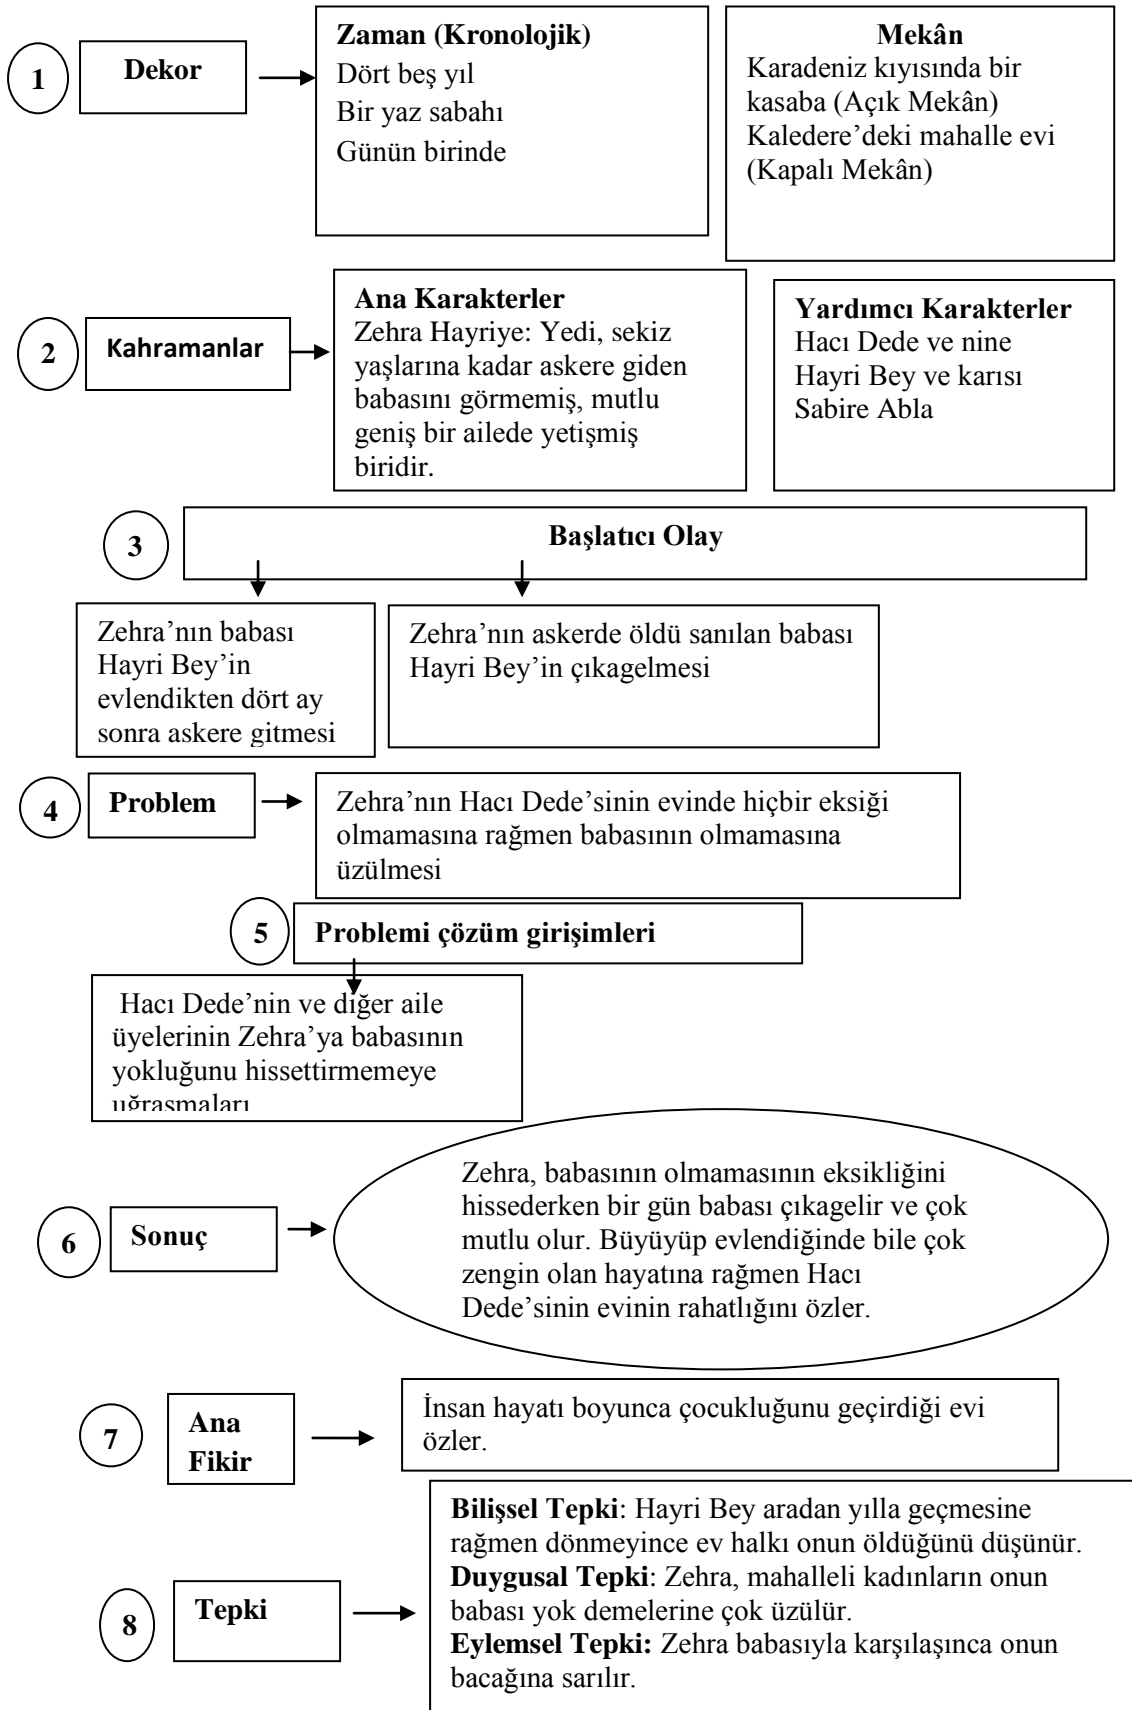 1
Dekor
Zaman (Kronolojik)
Dört beş yıl
Bir yaz sabahı
Günün birinde
Mekân
Karadeniz kıyısında bir
kasaba (Açık Mekân)
Kaledere’deki mahalle evi
(Kapalı Mekân)
2
Kahramanlar
Ana Karakterler
Zehra Hayriye: Yedi, sekiz
yaşlarına kadar askere giden
babasını görmemiş, mutlu
geniş bir ailede yetişmiş
biridir.
Yardımcı Karakterler
Hacı Dede ve nine
Hayri Bey ve karısı
Sabire Abla
3
Başlatıcı Olay
Zehra’nın babası
Hayri Bey’in
evlendikten dört ay
sonra askere gitmesi
Zehra’nın askerde öldü sanılan babası
Hayri Bey’in çıkagelmesi
4
Problem
Zehra’nın Hacı Dede’sinin evinde hiçbir eksiği
olmamasına rağmen babasının olmamasına
üzülmesi
5
Problemi çözüm girişimleri
Hacı Dede’nin ve diğer aile
üyelerinin Zehra’ya babasının
yokluğunu hissettirmemeye
uğraşmaları
6
Sonuç
Zehra, babasının olmamasının eksikliğini
hissederken bir gün babası çıkagelir ve çok
mutlu olur. Büyüyüp evlendiğinde bile çok
zengin olan hayatına rağmen Hacı
Dede’sinin evinin rahatlığını özler.
7
Ana
Fikir
İnsan hayatı boyunca çocukluğunu geçirdiği evi
özler.
8
Tepki
Bilişsel Tepki: Hayri Bey aradan yılla geçmesine
rağmen dönmeyince ev halkı onun öldüğünü düşünür.
Duygusal Tepki: Zehra, mahalleli kadınların onun
babası yok demelerine çok üzülür.
Eylemsel Tepki: Zehra babasıyla karşılaşınca onun
bacağına sarılır.